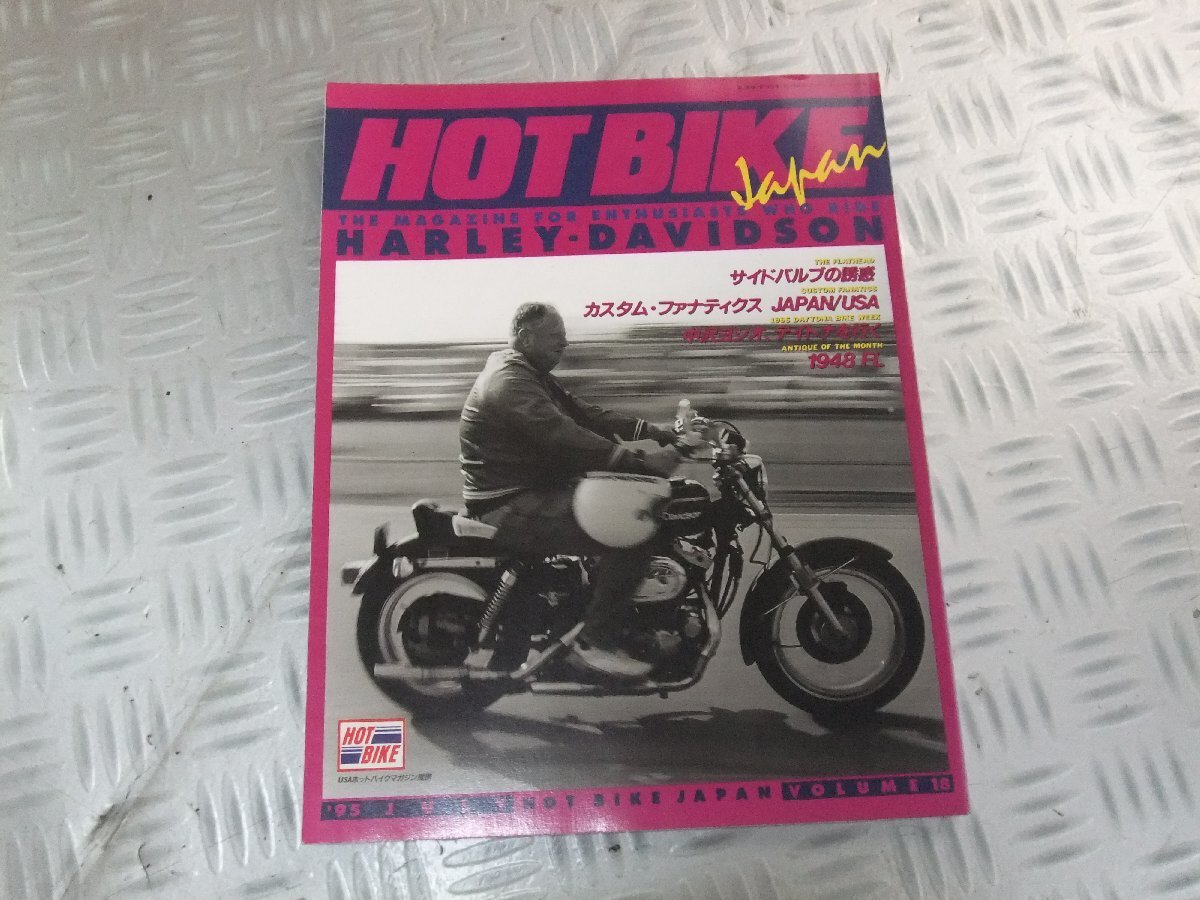 HOT BIKE
Japan
THE MAGAZINE FOR ENTHUSIASTS WHO RIDE
HARLEY-DAVIDSON
THE FLATHEAD
サイドバルブの誘惑
CUSTOM FANATICS
カスタム・ファナティクス JAPAN/USA
1995 DAYTONA BIKE WEEK
ANTIQUE OF THE MONTH
1948 FL
HOT
BIKE
USAホットバイクマガジン提携
'95 HOT BIKE JAPAN VOLUME 18